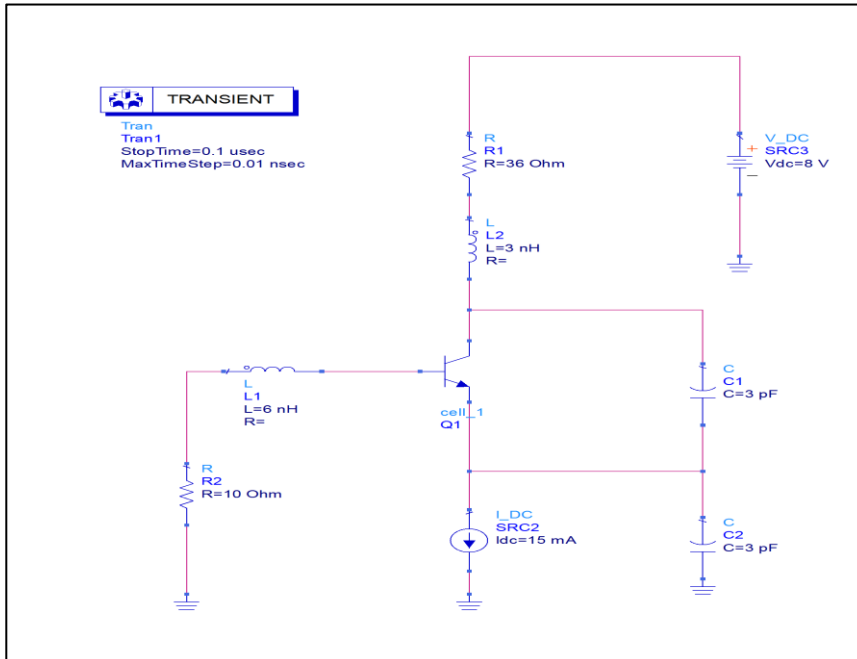 TRANSIENT
Tran
Tran1
StopTime=0.1 usec
MaxTimeStep=0.01 nsec
R
R1
R=36 Ohm
V_DC
SRC3
Vdc=8 V
+
−
L
L2
L=3 nH
R=
L
L1
L=6 nH
R=
cell_1
Q1
C
C1
C=3 pF
R
R2
R=10 Ohm
I_DC
SRC2
Idc=15 mA
C
C2
C=3 pF